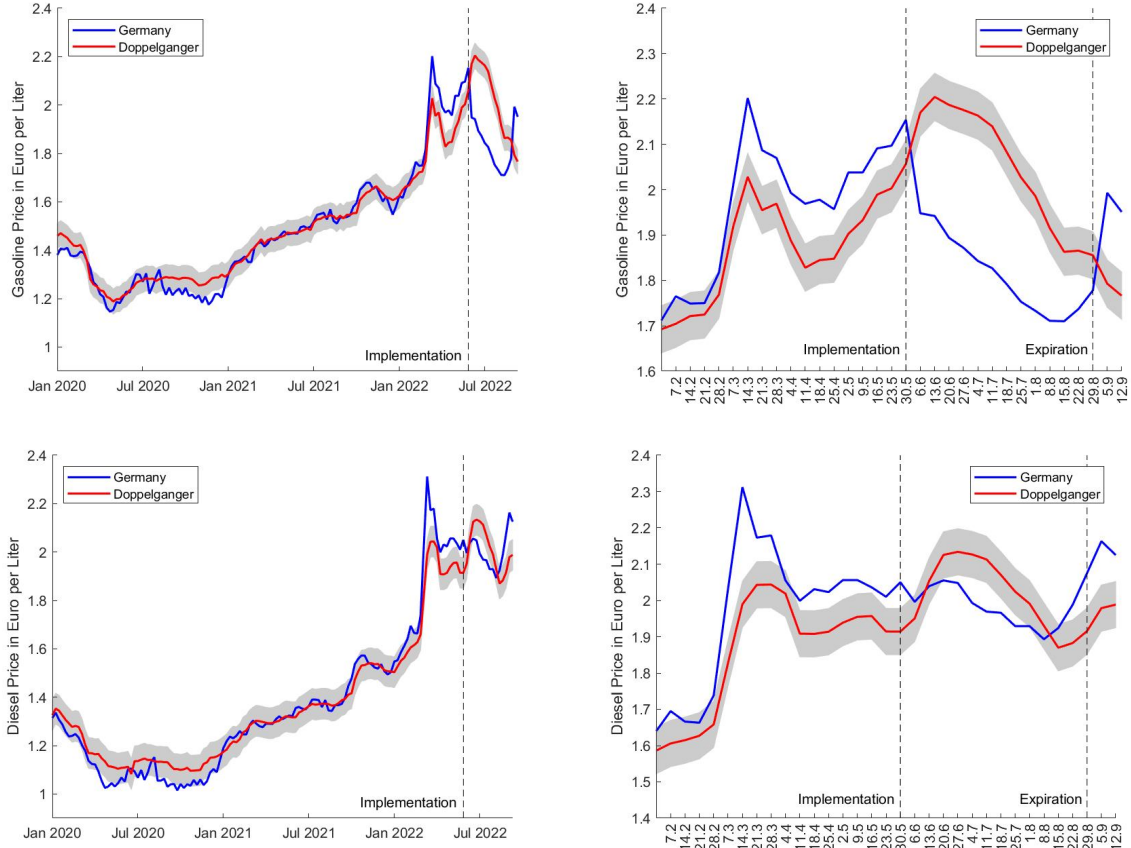 Gasoline Price in Euro per Liter
2.4
2.2
2
1.8
1.6
1.4
1.2
1
Germany
Doppelganger
Implementation
Jan 2020 Jul 2020 Jan 2021 Jul 2021 Jan 2022 Jul 2022
Gasoline Price in Euro per Liter
2.4
2.3
2.2
2.1
2
1.9
1.8
1.7
1.6
Germany
Doppelganger
Implementation
Expiration
7.2 14.2 21.2 28.2 7.3 14.3 21.3 28.3 4.4 11.4 18.4 25.4 2.5 9.5 16.5 23.5 30.5 6.6 13.6 20.6 27.6 4.7 11.7 18.7 25.7 1.8 8.8 15.8 22.8 29.8 5.9 12.9
Diesel Price in Euro per Liter
2.4
2.2
2
1.8
1.6
1.4
1.2
1
Germany
Doppelganger
Implementation
Jan 2020 Jul 2020 Jan 2021 Jul 2021 Jan 2022 Jul 2022
Diesel Price in Euro per Liter
2.4
2.3
2.2
2.1
2
1.9
1.8
1.7
1.6
1.5
1.4
Germany
Doppelganger
Implementation
Expiration
7.2 14.2 21.2 28.2 7.3 14.3 21.3 28.3 4.4 11.4 18.4 25.4 2.5 9.5 16.5 23.5 30.5 6.6 13.6 20.6 27.6 4.7 11.7 18.7 25.7 1.8 8.8 15.8 22.8 29.8 5.9 12.9